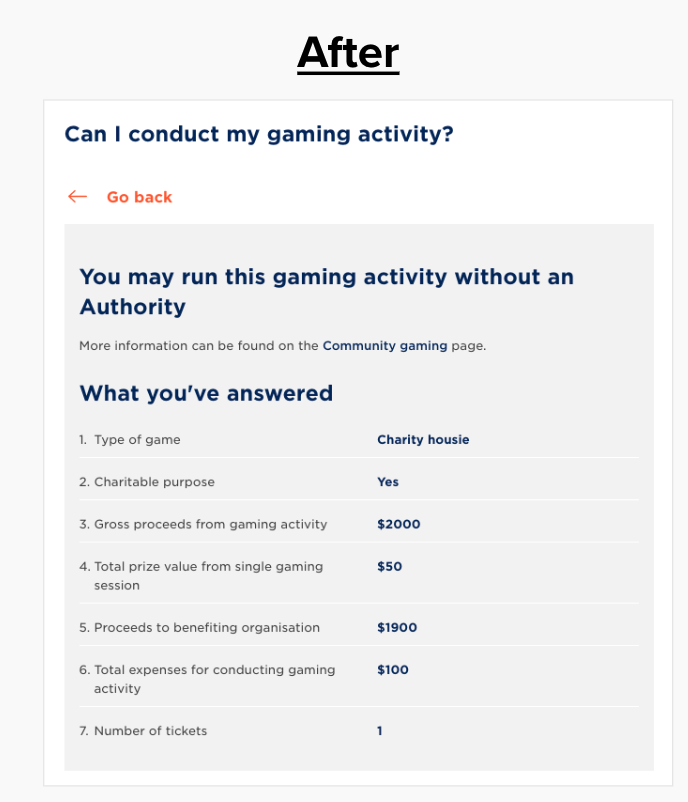 After
Can I conduct my gaming activity?
← Go back
You may run this gaming activity without an
Authority
More information can be found on the Community gaming page.
What you've answered
1. Type of game Charity housie
2. Charitable purpose Yes
3. Gross proceeds from gaming activity $2000
4. Total prize value from single gaming $50
session
5. Proceeds to benefiting organisation $1900
6. Total expenses for conducting gaming $100
activity
7. Number of tickets 1